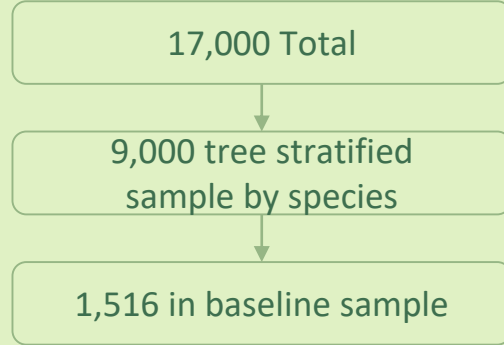 17,000 Total
9,000 tree stratified
sample by species
1,516 in baseline sample